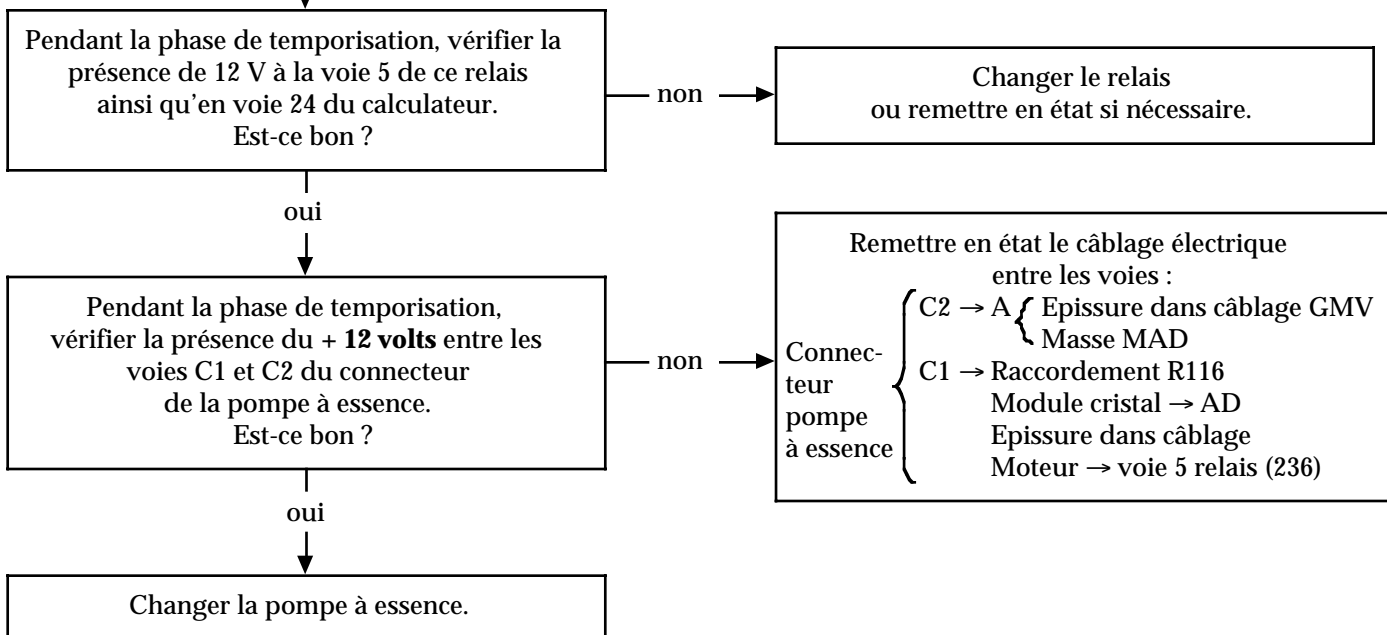 Pendant la phase de temporisation, vérifier la
présence de 12 V à la voie 5 de ce relais
ainsi qu'en voie 24 du calculateur.
Est-ce bon ?
non
Changer le relais
ou remettre en état si nécessaire.
oui
Pendant la phase de temporisation,
vérifier la présence du + 12 volts entre les
voies C1 et C2 du connecteur
de la pompe à essence.
Est-ce bon ?
non
Remettre en état le câblage électrique
entre les voies :
Connec-
teur
pompe
à essence
C2 → A { Epissure dans câblage GMV
Masse MAD
C1 → Raccordement R116
Module cristal → AD
Epissure dans câblage
Moteur → voie 5 relais (236)
oui
Changer la pompe à essence.